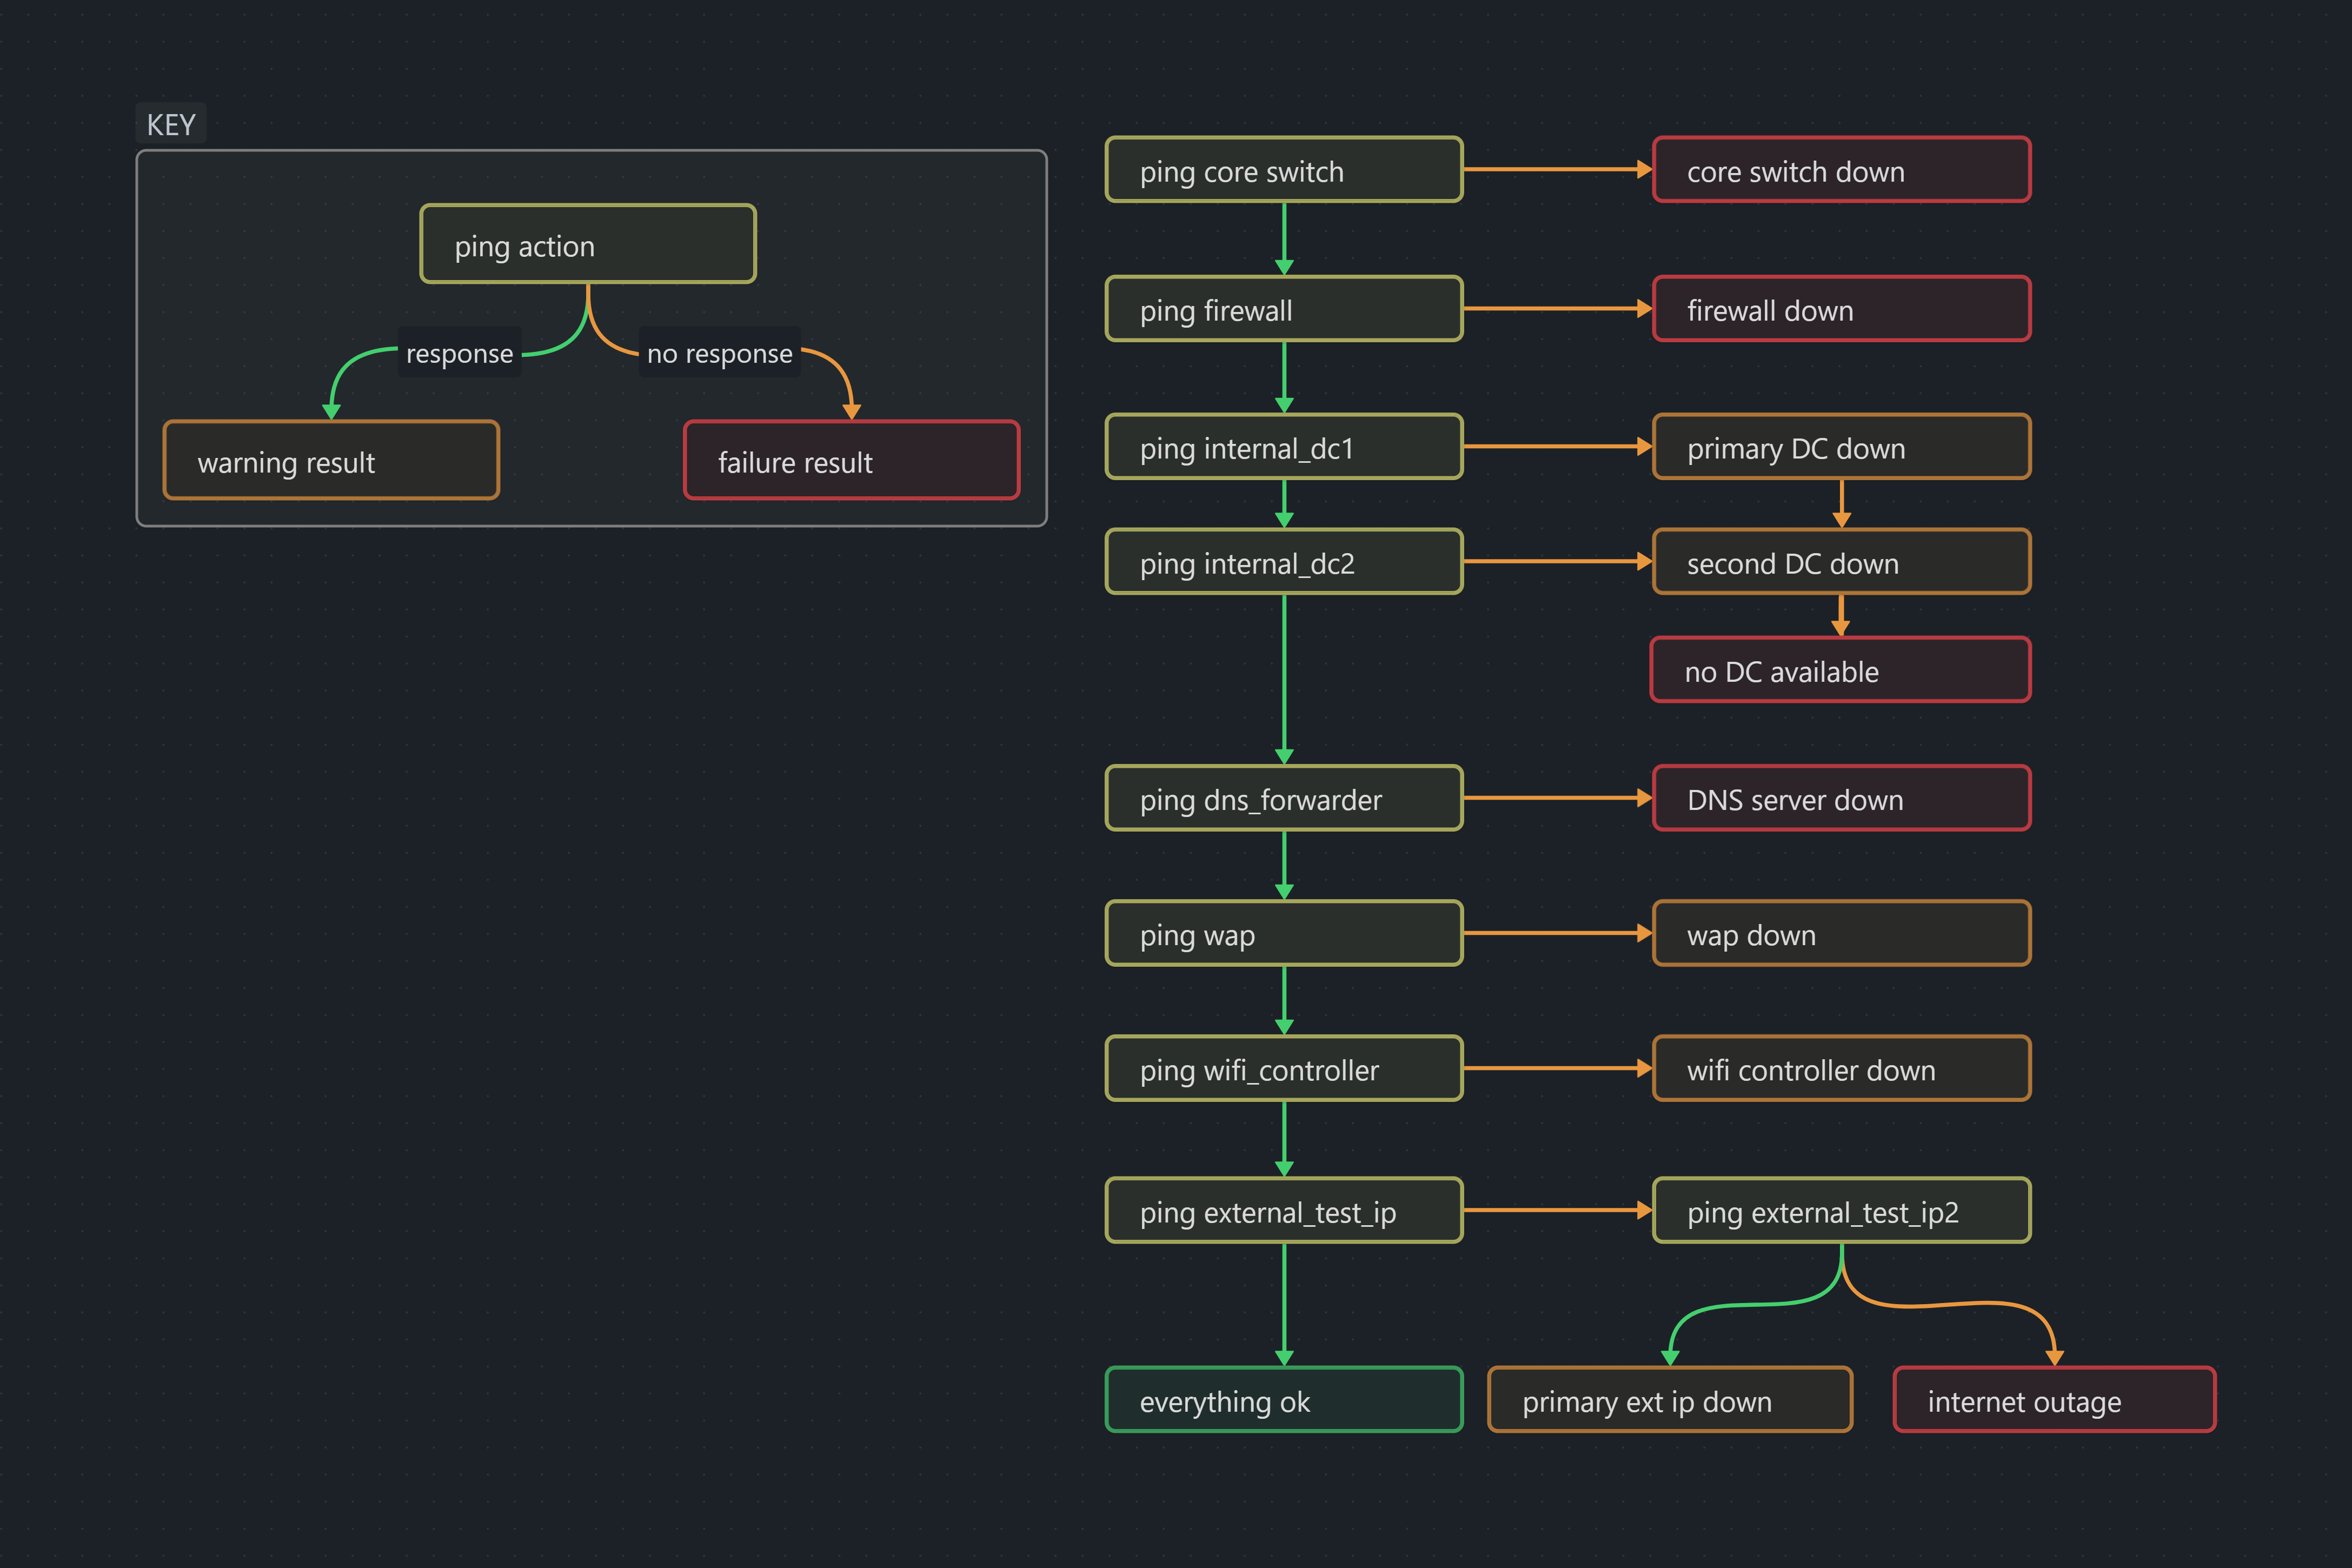 KEY
ping action
response
no response
warning result
failure result
ping core switch
core switch down
ping firewall
firewall down
ping internal_dc1
primary DC down
ping internal_dc2
second DC down
no DC available
ping dns_forwarder
DNS server down
ping wap
wap down
ping wifi_controller
wifi controller down
ping external_test_ip
ping external_test_ip2
everything ok
primary ext ip down
internet outage